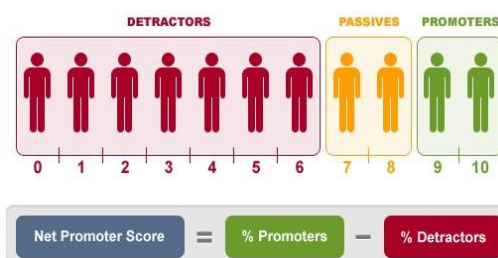 DETRACTORS PASSIVES PROMOTERS
0 1 2 3 4 5 6 7 8 9 10
Net Promoter Score = % Promoters − % Detractors